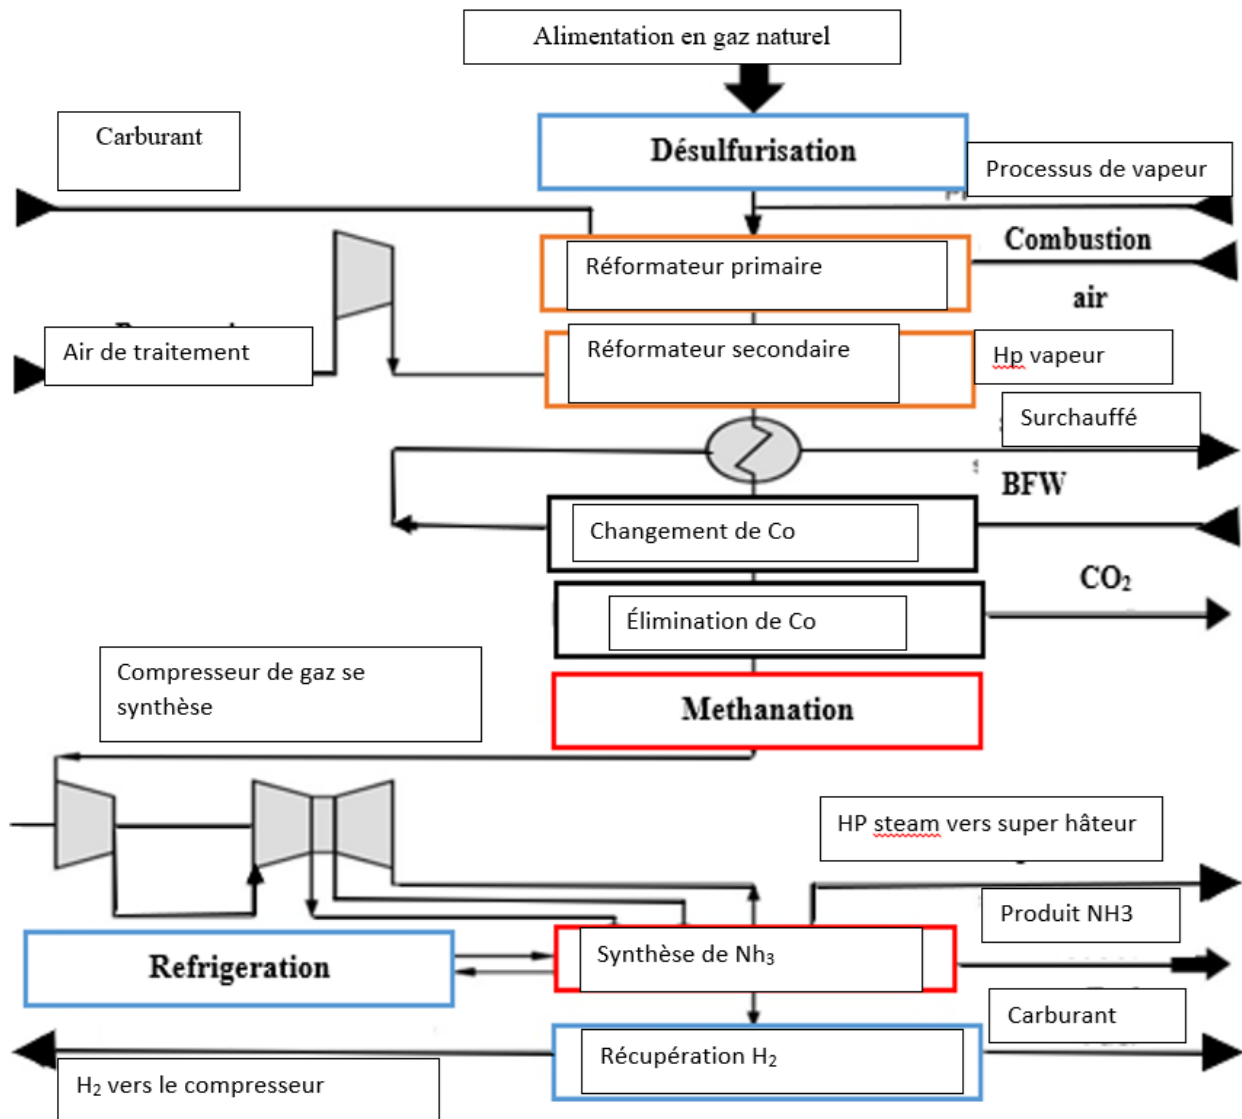 Alimentation en gaz naturel
Carburant
Désulfurisation
Processus de vapeur
Combustion
Réformateur primaire
air
Air de traitement
Réformateur secondaire
Hp vapeur
Surchauffé
BFW
Changement de Co
CO₂
Élimination de Co
Compresseur de gaz se
synthèse
Methanation
HP steam vers super hâteur
Produit NH3
Synthèse de Nh₃
Refrigeration
Carburant
Récupération H₂
H₂ vers le compresseur